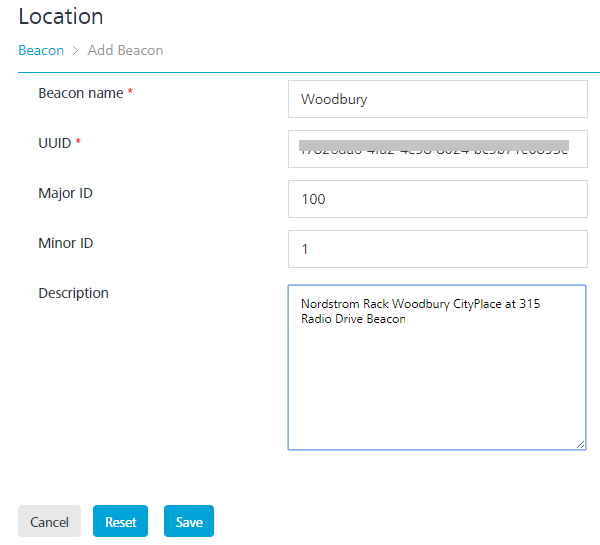 Location
Beacon > Add Beacon
Beacon name *
Woodbury
UUID *
Major ID
100
Minor ID
1
Description
Nordstrom Rack Woodbury CityPlace at 315
Radio Drive Beacon
Cancel
Reset
Save